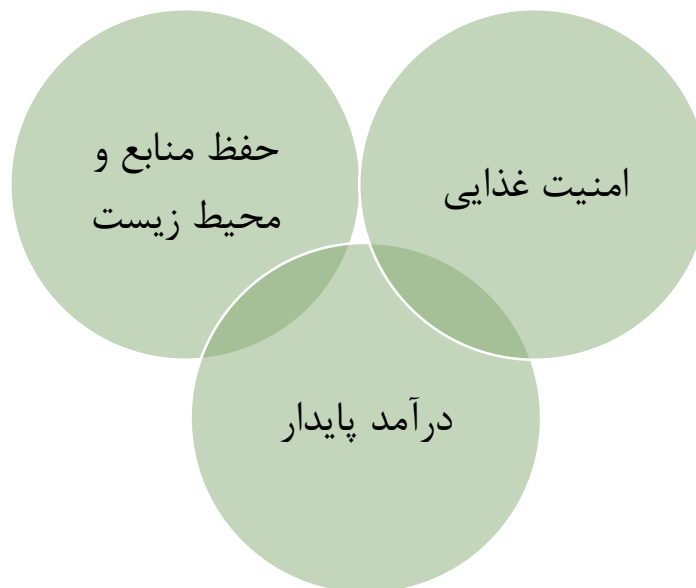 امنیت غذایی
حفظ منابع و
محیط زیست
درآمد پایدار